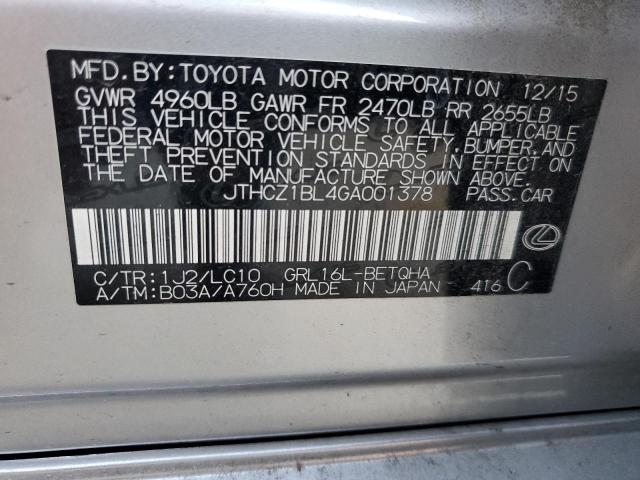 MFD. BY: TOYOTA MOTOR CORPORATION 12/15
GVWR 4960LB GAWR FR 2470LB RR 2655LB
THIS VEHICLE CONFORMS TO ALL APPLICABLE
FEDERAL MOTOR VEHICLE SAFETY, BUMPER, AND
THEFT PREVENTION STANDARDS IN EFFECT ON
THE DATE OF MANUFACTURE SHOWN ABOVE.
JTHCZ1BL4GA001378 PASS.CAR
C/TR: 1J2/LC10 GRL16L-BETQHA
A/TM: B03A/A760H MADE IN JAPAN 416 C